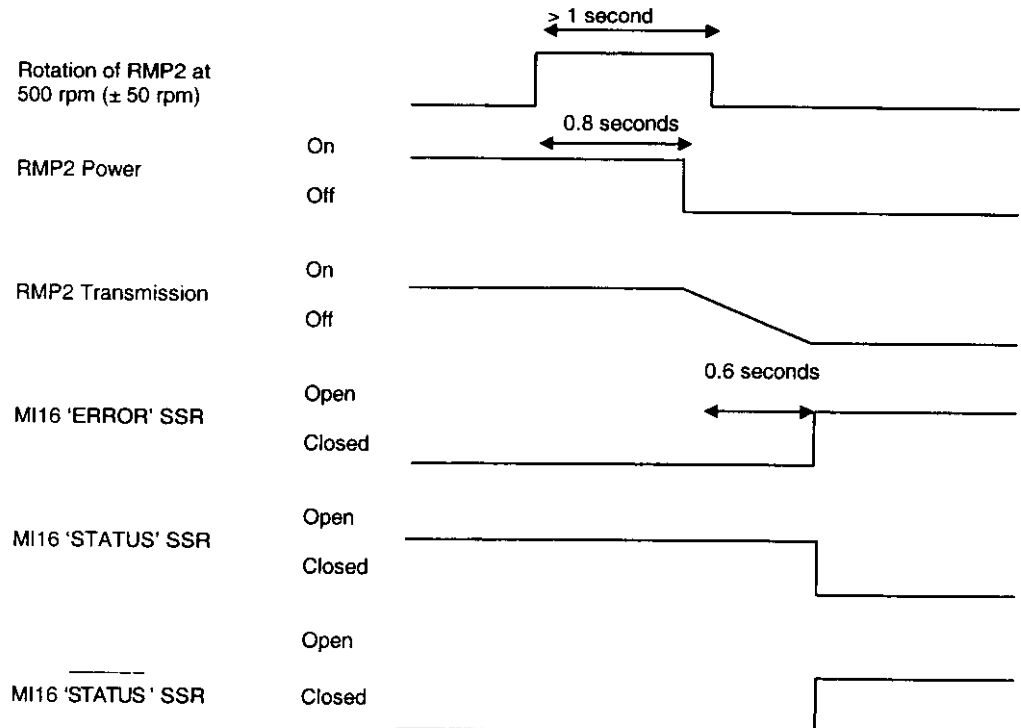 > 1 second
Rotation of RMP2 at
500 rpm (± 50 rpm)
0.8 seconds
On
RMP2 Power
Off
On
RMP2 Transmission
Off
0.6 seconds
Open
MI16 'ERROR' SSR
Closed
Open
MI16 'STATUS' SSR
Closed
Open
MI16 'S̅T̅A̅T̅U̅S̅' SSR
Closed